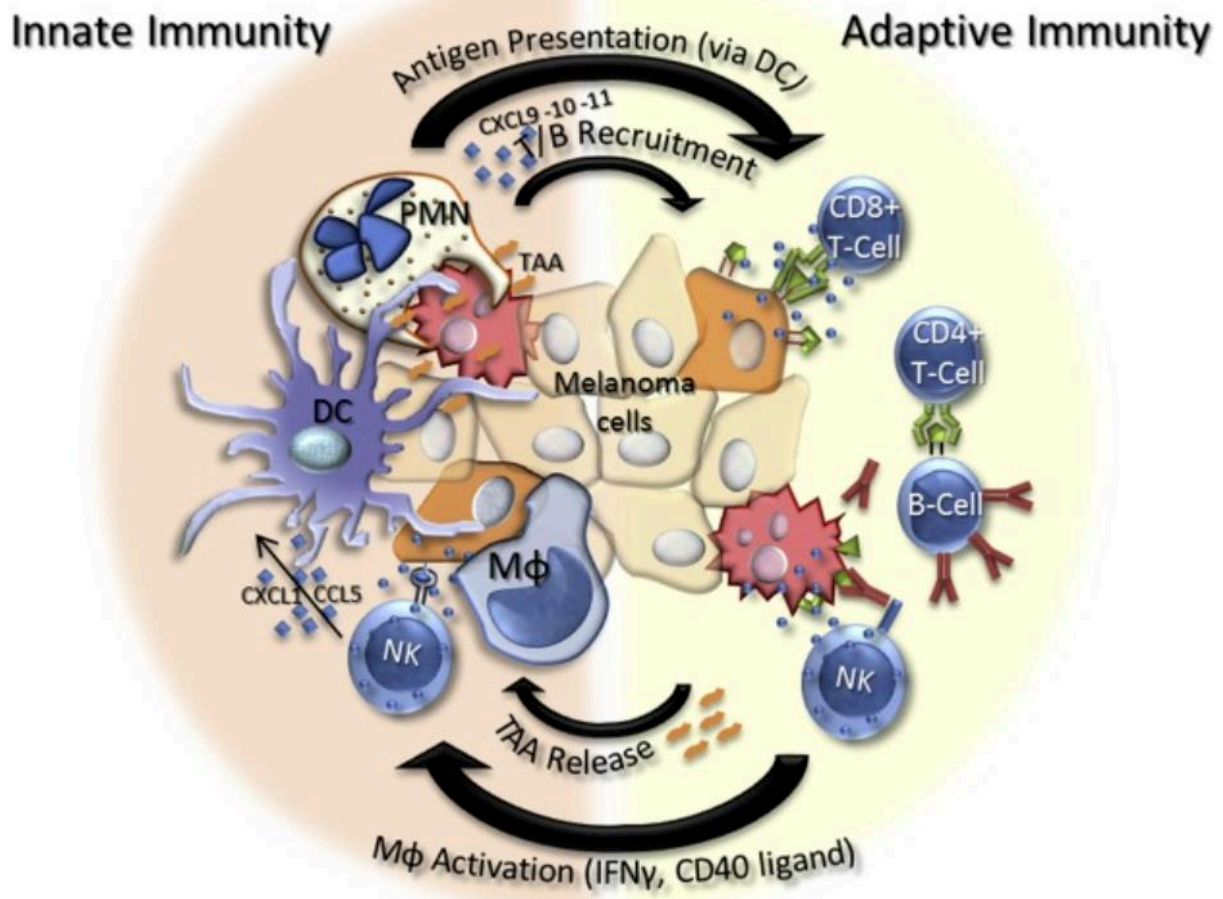 Innate Immunity
Adaptive Immunity
Antigen Presentation (via DC)
CXCL9 -10 -11
T/B Recruitment
PMN
TAA
CD8+
T-Cell
CD4+
T-Cell
Melanoma
cells
DC
B-Cell
Mϕ
CXCL1 CCL5
NK
NK
TAA Release
Mϕ Activation (IFNγ, CD40 ligand)